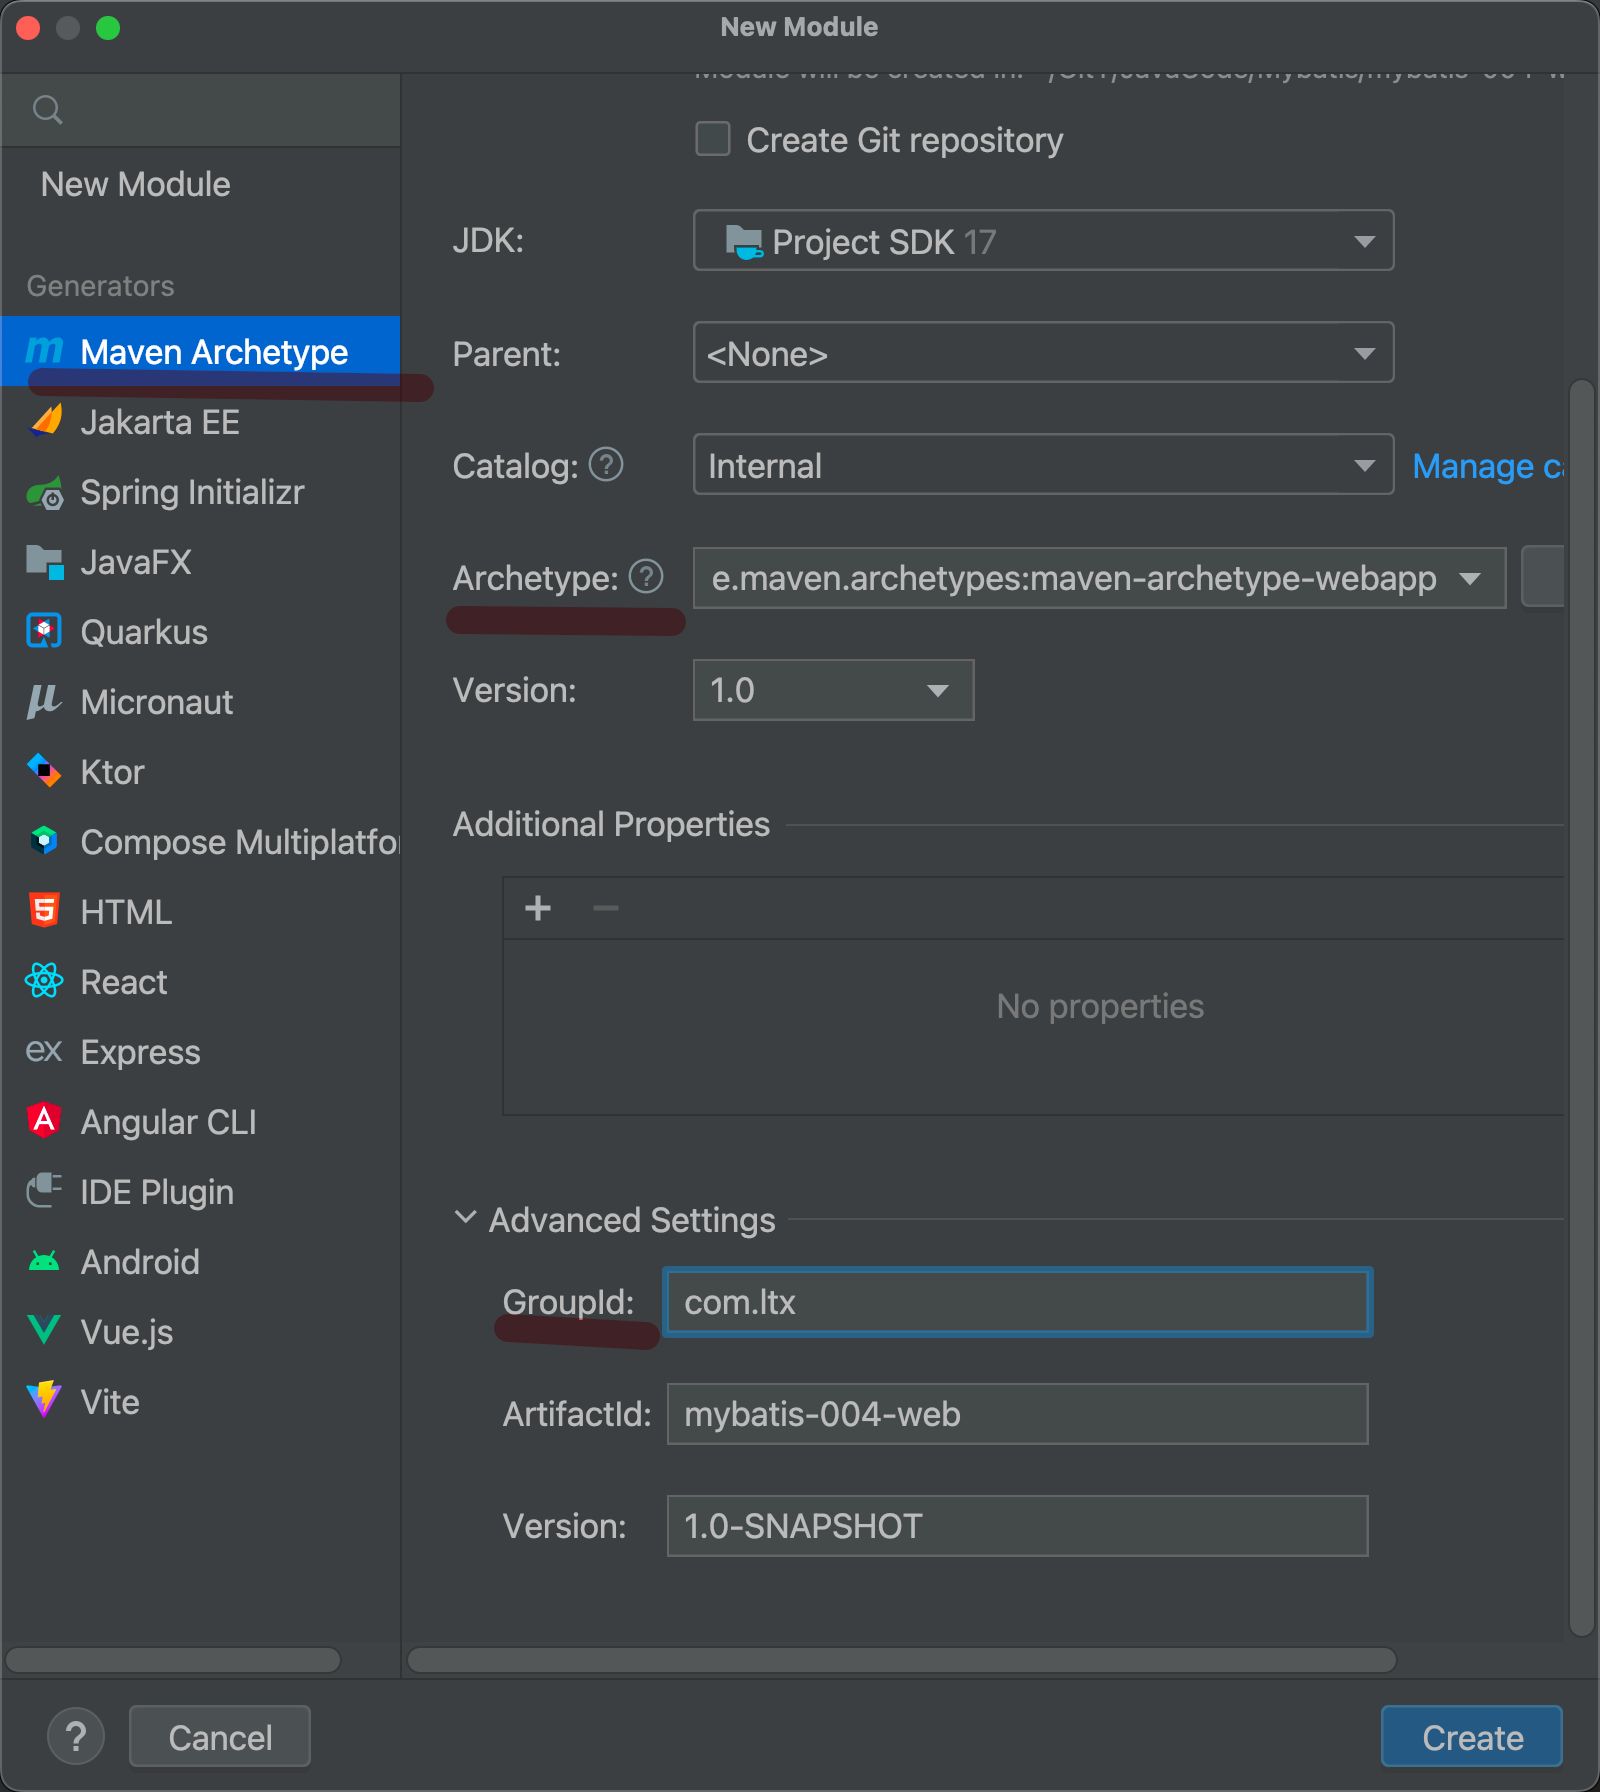 New Module
New Module
Generators
Maven Archetype
Jakarta EE
Spring Initializr
JavaFX
Quarkus
Micronaut
Ktor
Compose Multiplatfor
HTML
React
ex Express
Angular CLI
IDE Plugin
Android
Vue.js
Vite
Create Git repository
JDK: Project SDK 17
Parent: <None>
Catalog: ? Internal Manage ca
Archetype: ? e.maven.archetypes:maven-archetype-webapp
Version: 1.0
Additional Properties
No properties
Advanced Settings
GroupId: com.ltx
ArtifactId: mybatis-004-web
Version: 1.0-SNAPSHOT
? Cancel Create